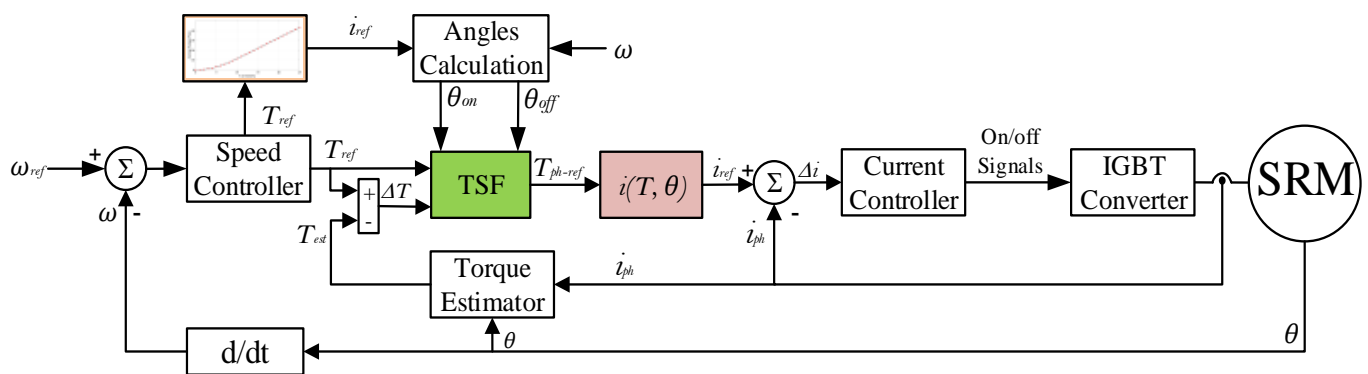 i_ref
Angles
Calculation
ω
θ_on
θ_off
T_ref
ω_ref
+
Σ
-
ω
Speed
Controller
T_ref
+
-
ΔT
T_est
TSF
T_ph-ref
i(T, θ)
i_ref
+
Σ
-
Δi
i_ph
Current
Controller
On/off
Signals
IGBT
Converter
SRM
Torque
Estimator
i_ph
θ
θ
d/dt